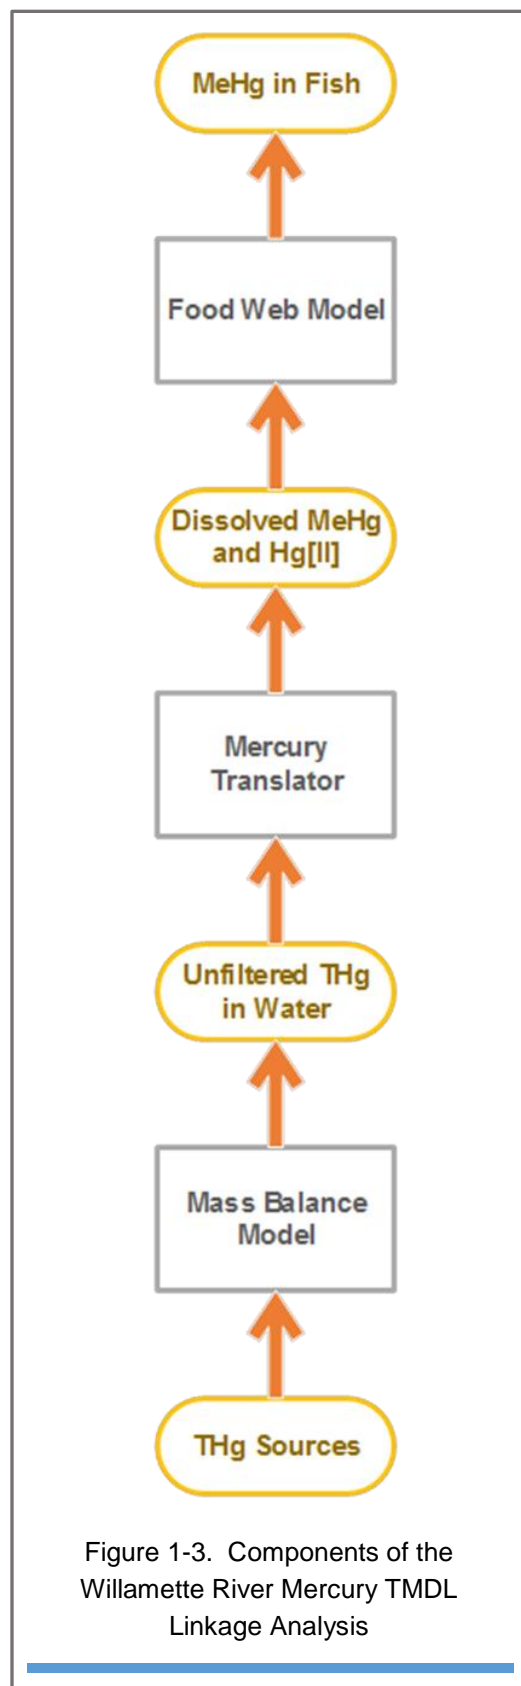 MeHg in Fish
Food Web Model
Dissolved MeHg
and Hg[II]
Mercury
Translator
Unfiltered THg
in Water
Mass Balance
Model
THg Sources
Figure 1-3. Components of the
Willamette River Mercury TMDL
Linkage Analysis